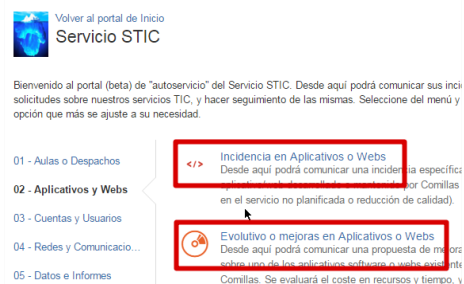 Volver al portal de Inicio
Servicio STIC
Bienvenido al portal (beta) de "autoservicio" del Servicio STIC. Desde aquí podrá comunicar sus inci
solicitudes sobre nuestros servicios TIC, y hacer seguimiento de las mismas. Seleccione del menú y
opción que más se ajuste a su necesidad.
01 - Aulas o Despachos
02 - Aplicativos y Webs
03 - Cuentas y Usuarios
04 - Redes y Comunicacio...
05 - Datos e Informes
</>
Incidencia en Aplicativos o Webs
Desde aquí podrá comunicar una incidencia específica
aplicativo/web desarrollado o mantenido por Comillas
en el servicio no planificada o reducción de calidad).
Evolutivo o mejoras en Aplicativos o Webs
Desde aquí podrá comunicar una propuesta de mejora
sobre uno de los aplicativos software o webs existente
Comillas. Se evaluará el coste en recursos y tiempo, y